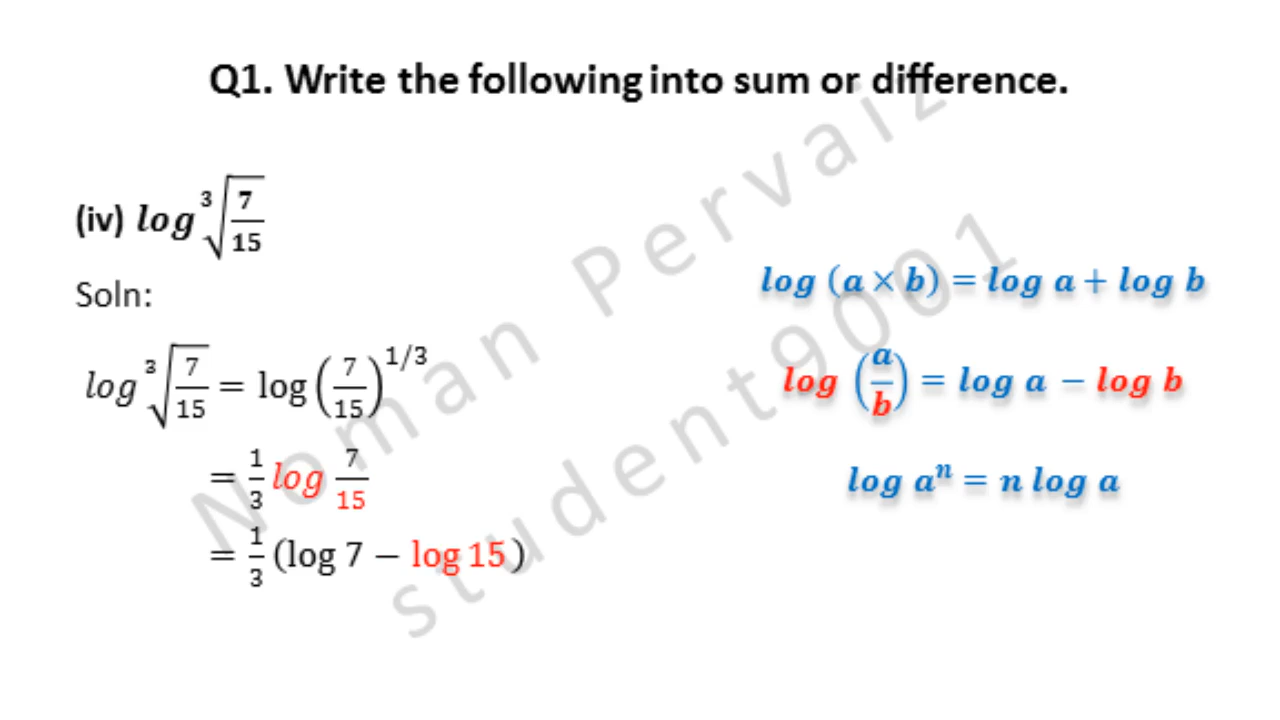 Q1. Write the following into sum or difference.
(iv) log ∛(7/15)
Soln:
log ∛(7/15) = log (7/15)^1/3
= 1/3 log 7/15
= 1/3 (log 7 − log 15)
log (a × b) = log a + log b
log (a/b) = log a − log b
log aⁿ = n log a
Noman Pervaiz
student9001